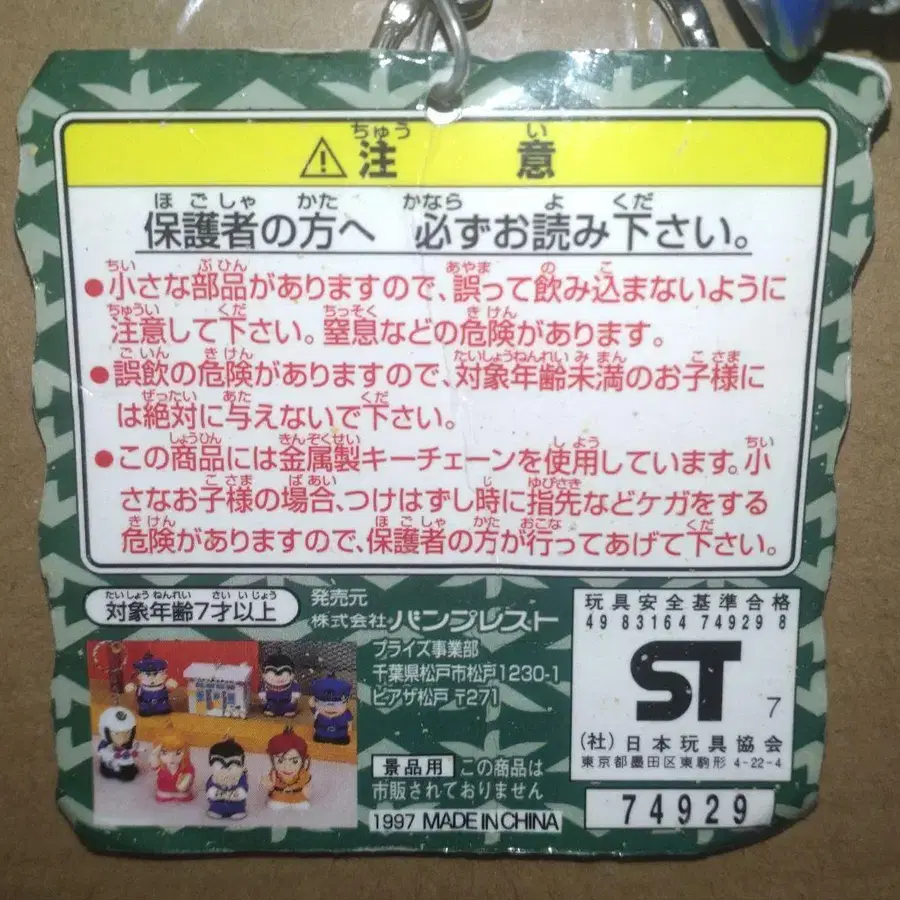 ⚠注意
保護者の方へ 必ずお読み下さい。
●小さな部品がありますので、誤って飲み込まないように
注意して下さい。窒息などの危険があります。
●誤飲の危険がありますので、対象年齢未満のお子様に
は絶対に与えないで下さい。
●この商品には金属製キーチェーンを使用しています。小
さなお子様の場合、つけはずし時に指先などケガをする
危険がありますので、保護者の方が行ってあげて下さい。
対象年齢7才以上
発売元
株式会社バンプレスト
プライズ事業部
千葉県松戸市松戸1230-1
ピアザ松戸 〒271
景品用 この商品は
市販されておりません
1997 MADE IN CHINA
玩具安全基準合格
49 83164 74929 8
ST 7
(社)日本玩具協会
東京都墨田区東駒形 4-22-4
74929